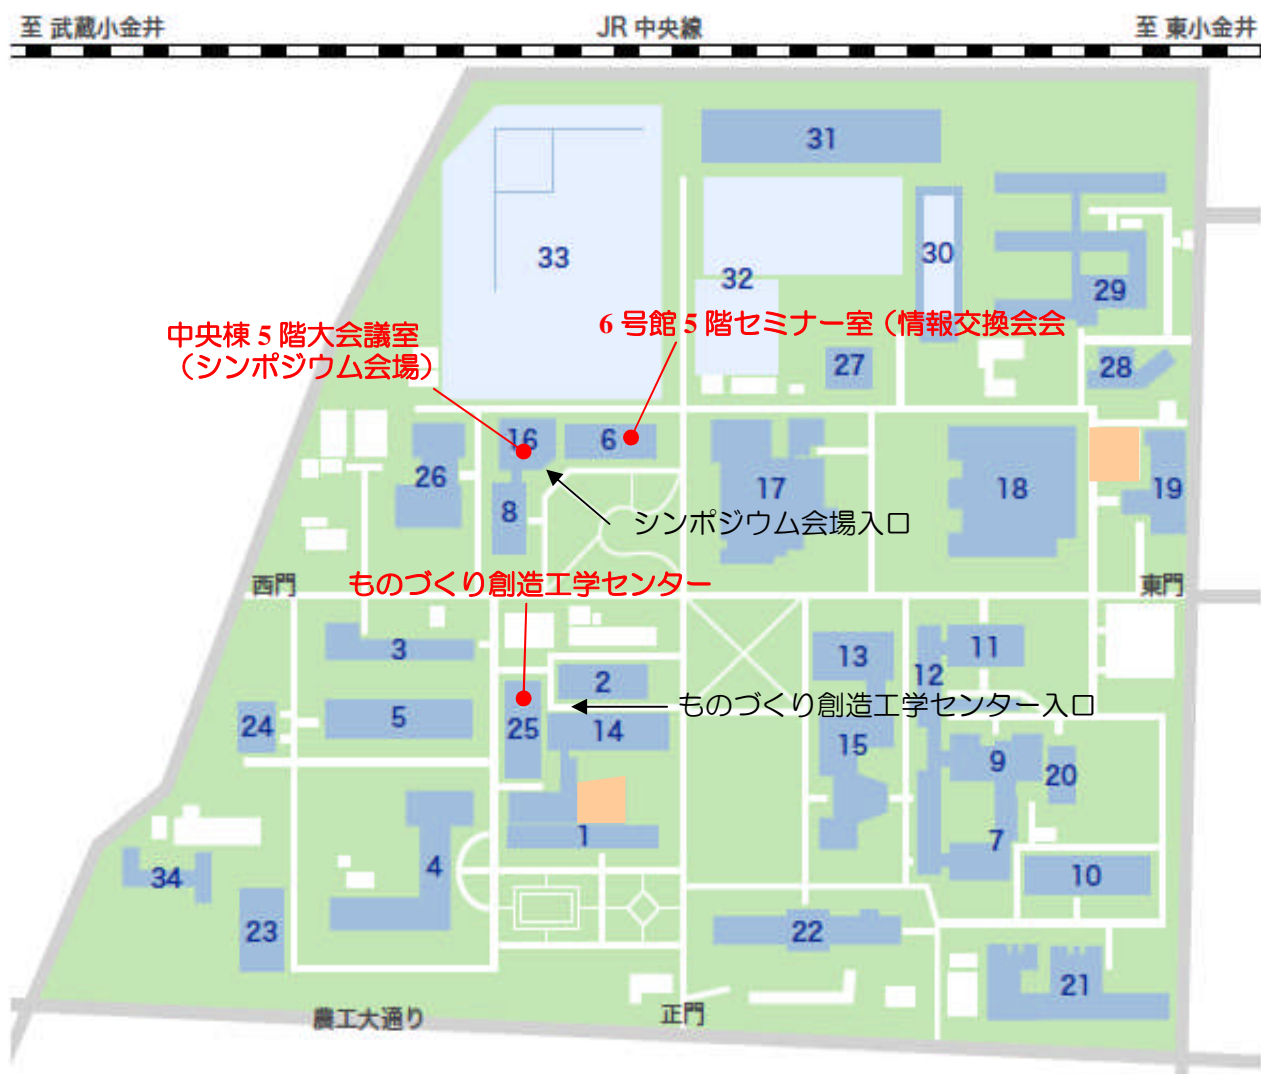 至 武蔵小金井
JR 中央線
至 東小金井
31
33
30
32
29
中央棟 5 階大会議室
（シンポジウム会場）
6 号館 5 階セミナー室（情報交換会会
27
28
16
6
26
17
18
19
8
シンポジウム会場入口
西門
ものづくり創造工学センター
東門
3
13
11
12
2
24
5
25
14
ものづくり創造工学センター入口
15
9
20
1
7
4
34
10
23
22
21
農工大通り
正門